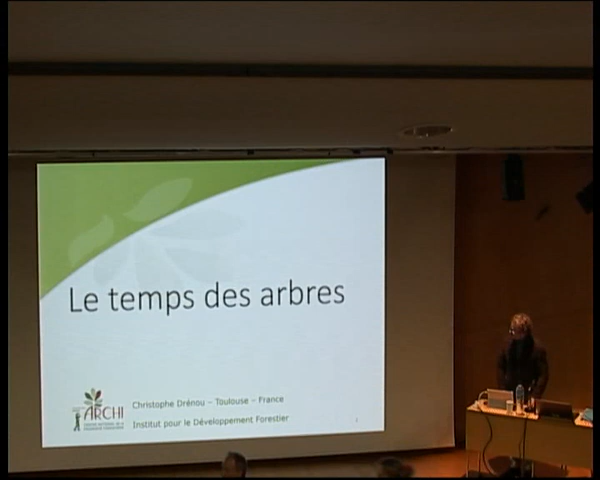 Le temps des arbres
ARCHI
Christophe Drénou – Toulouse – France
Institut pour le Développement Forestier